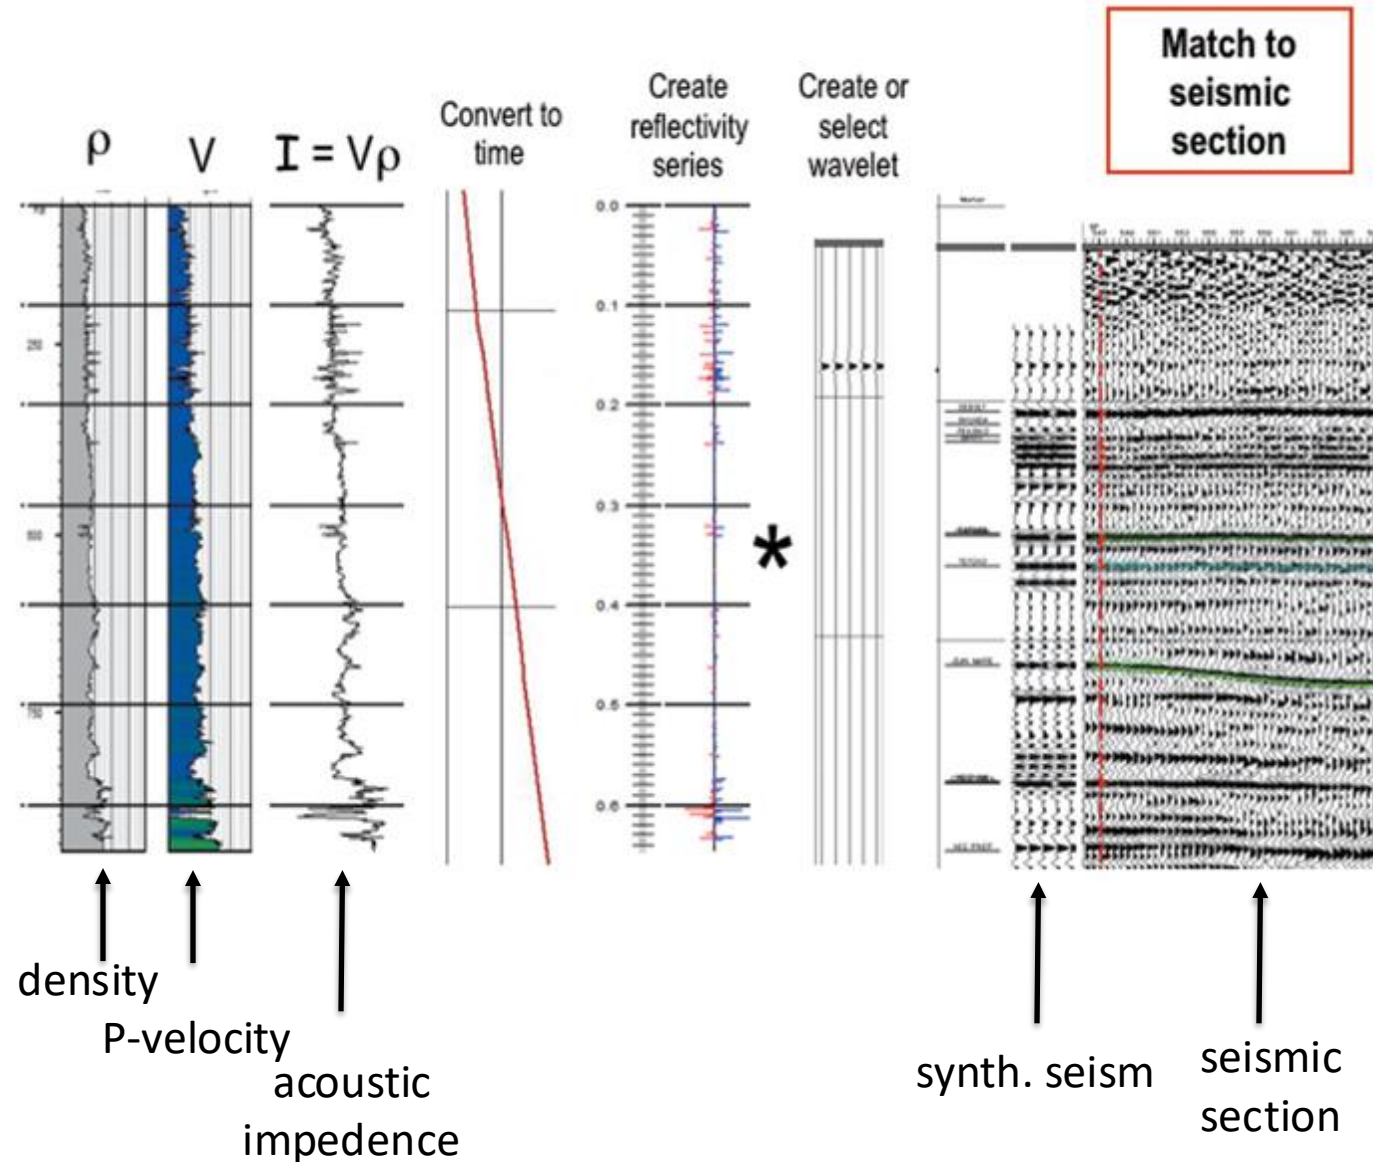 Match to
seismic
section
Create
reflectivity
series
Create or
select
wavelet
Convert to
time
ρ
V
I = Vρ
0.0
0.1
0.2
0.3
0.4
0.5
0.6
*
density
P-velocity
acoustic
impedence
synth. seism
seismic
section